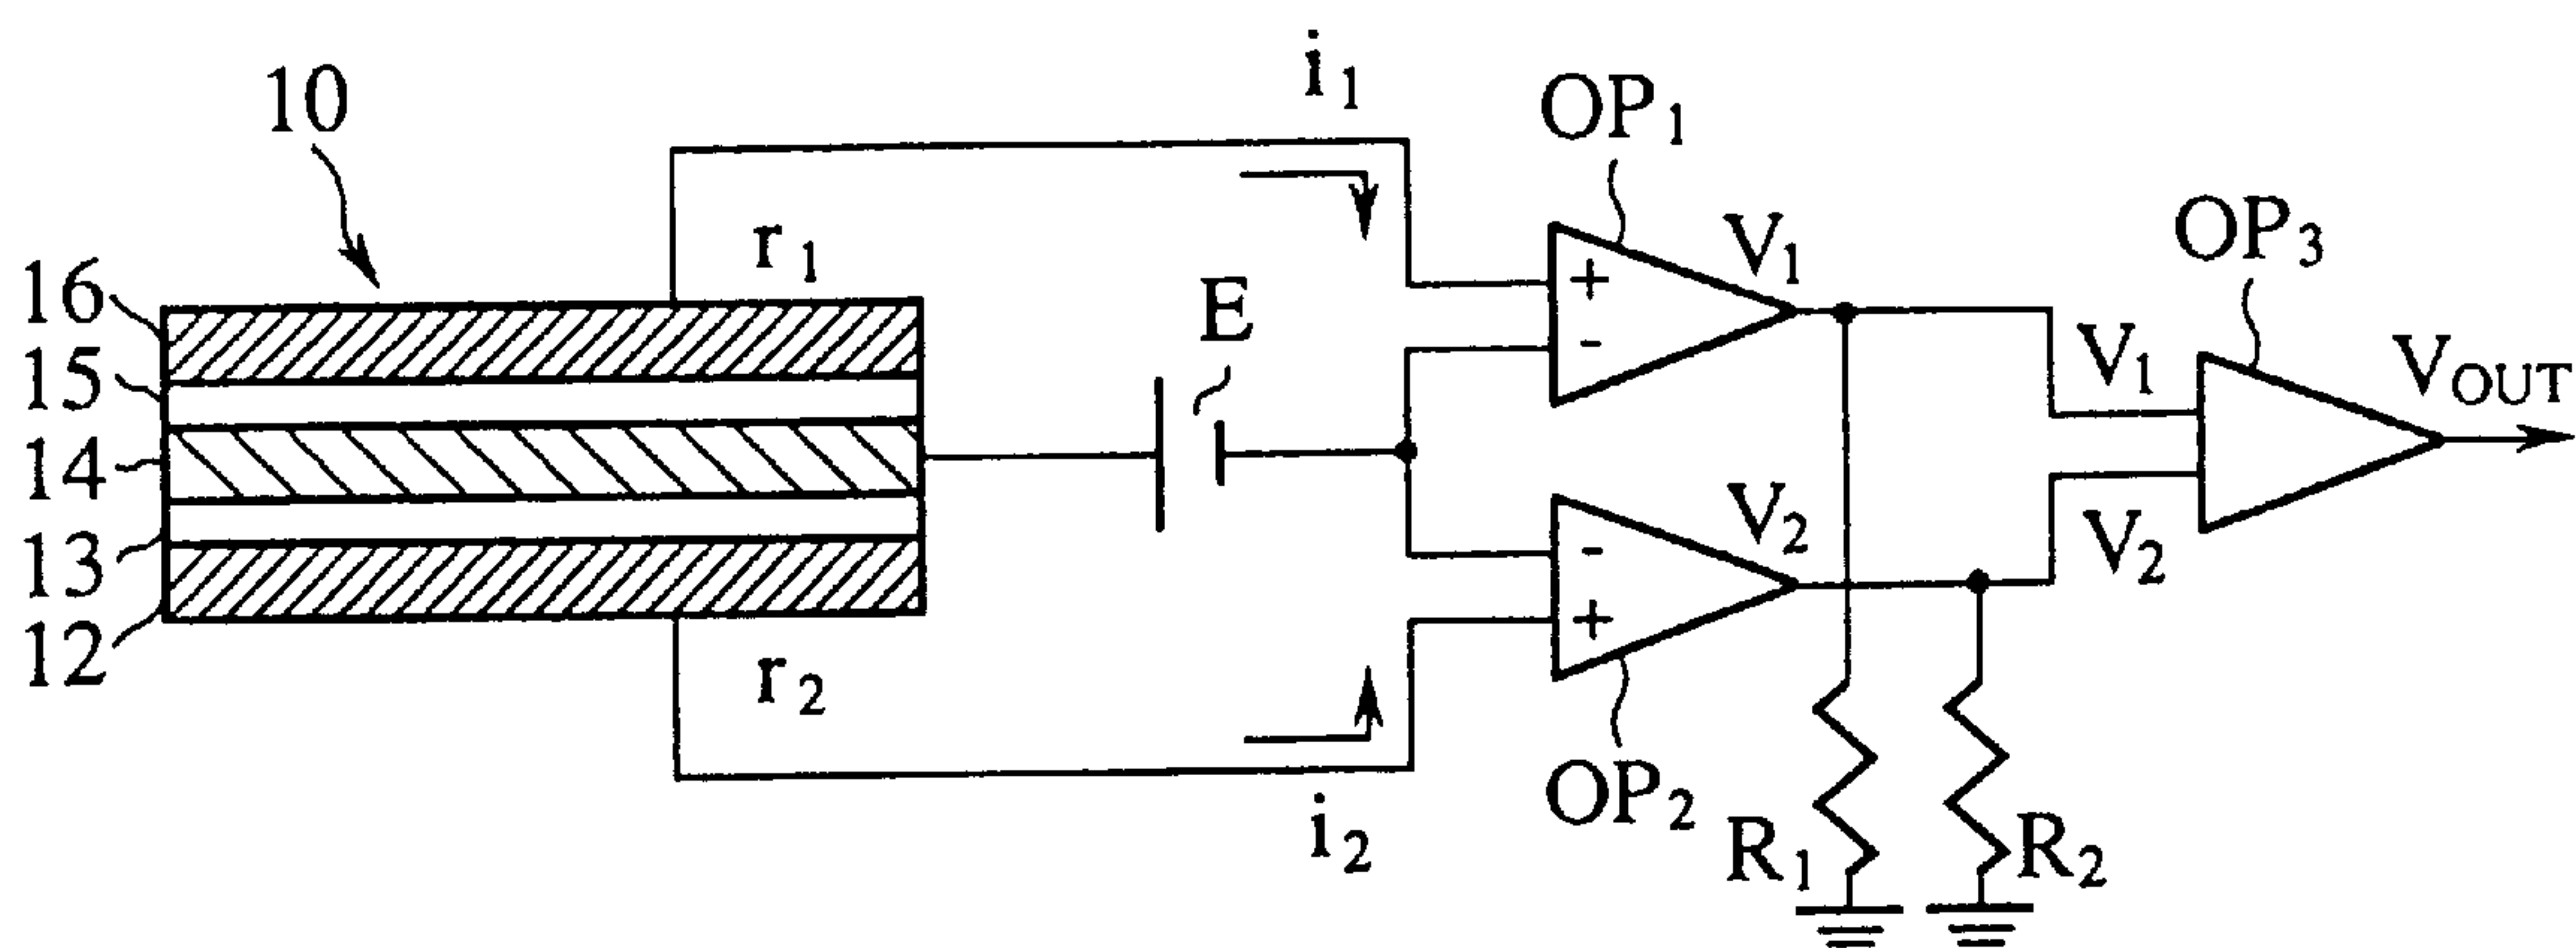 10
16
15
14
13
12
r₁
r₂
i₁
i₂
E
OP₁
+
-
V₁
OP₂
-
+
V₂
R₁
R₂
V₁
V₂
OP₃
V_OUT